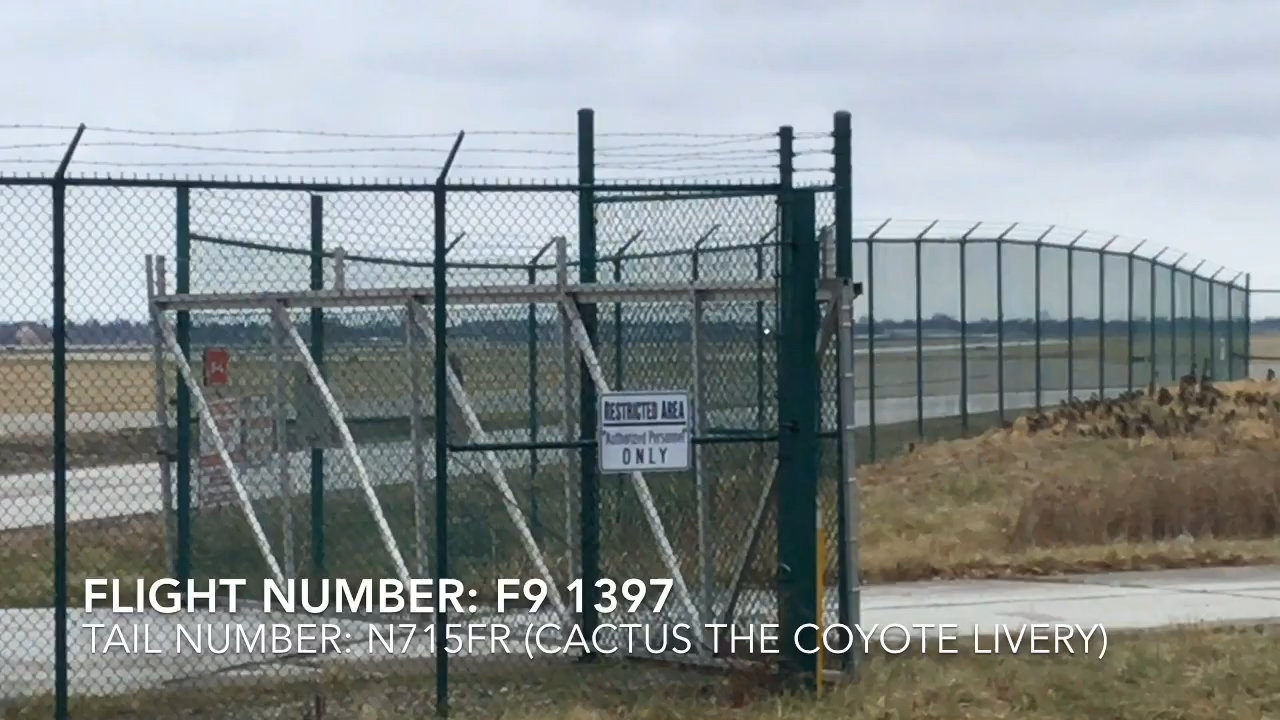 RESTRICTED AREA
"Authorized Personnel"
ONLY
FLIGHT NUMBER: F9 1397
TAIL NUMBER: N715FR (CACTUS THE COYOTE LIVERY)